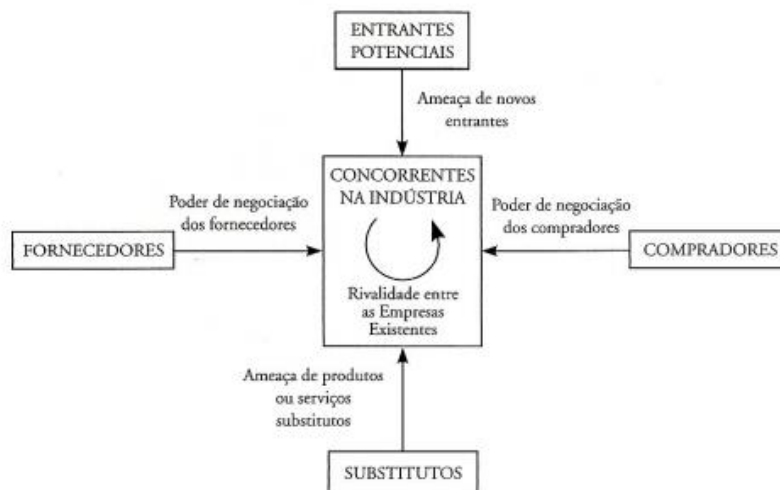 ENTRANTES
POTENCIAIS
Ameaça de novos
entrantes
CONCORRENTES
NA INDÚSTRIA
Poder de negociação
dos fornecedores
Poder de negociação
dos compradores
FORNECEDORES
COMPRADORES
Rivalidade entre
as Empresas
Existentes
Ameaça de produtos
ou serviços
substitutos
SUBSTITUTOS